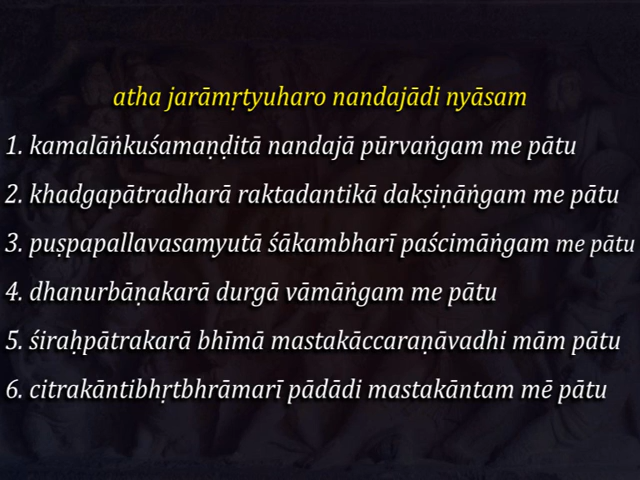 atha jarāmṛtyuharo nandajādi nyāsam
1. kamalāṅkuśamaṇḍitā nandajā pūrvaṅgam me pātu
2. khadgapātradharā raktadantikā dakṣiṇāṅgam me pātu
3. puṣpapallavasamyutā śākambharī paścimāṅgam me pātu
4. dhanurbāṇakarā durgā vāmāṅgam me pātu
5. śiraḥpātrakarā bhīmā mastakāccaraṇāvadhi mām pātu
6. citrakāntibhṛtbhrāmarī pādādi mastakāntam mē pātu